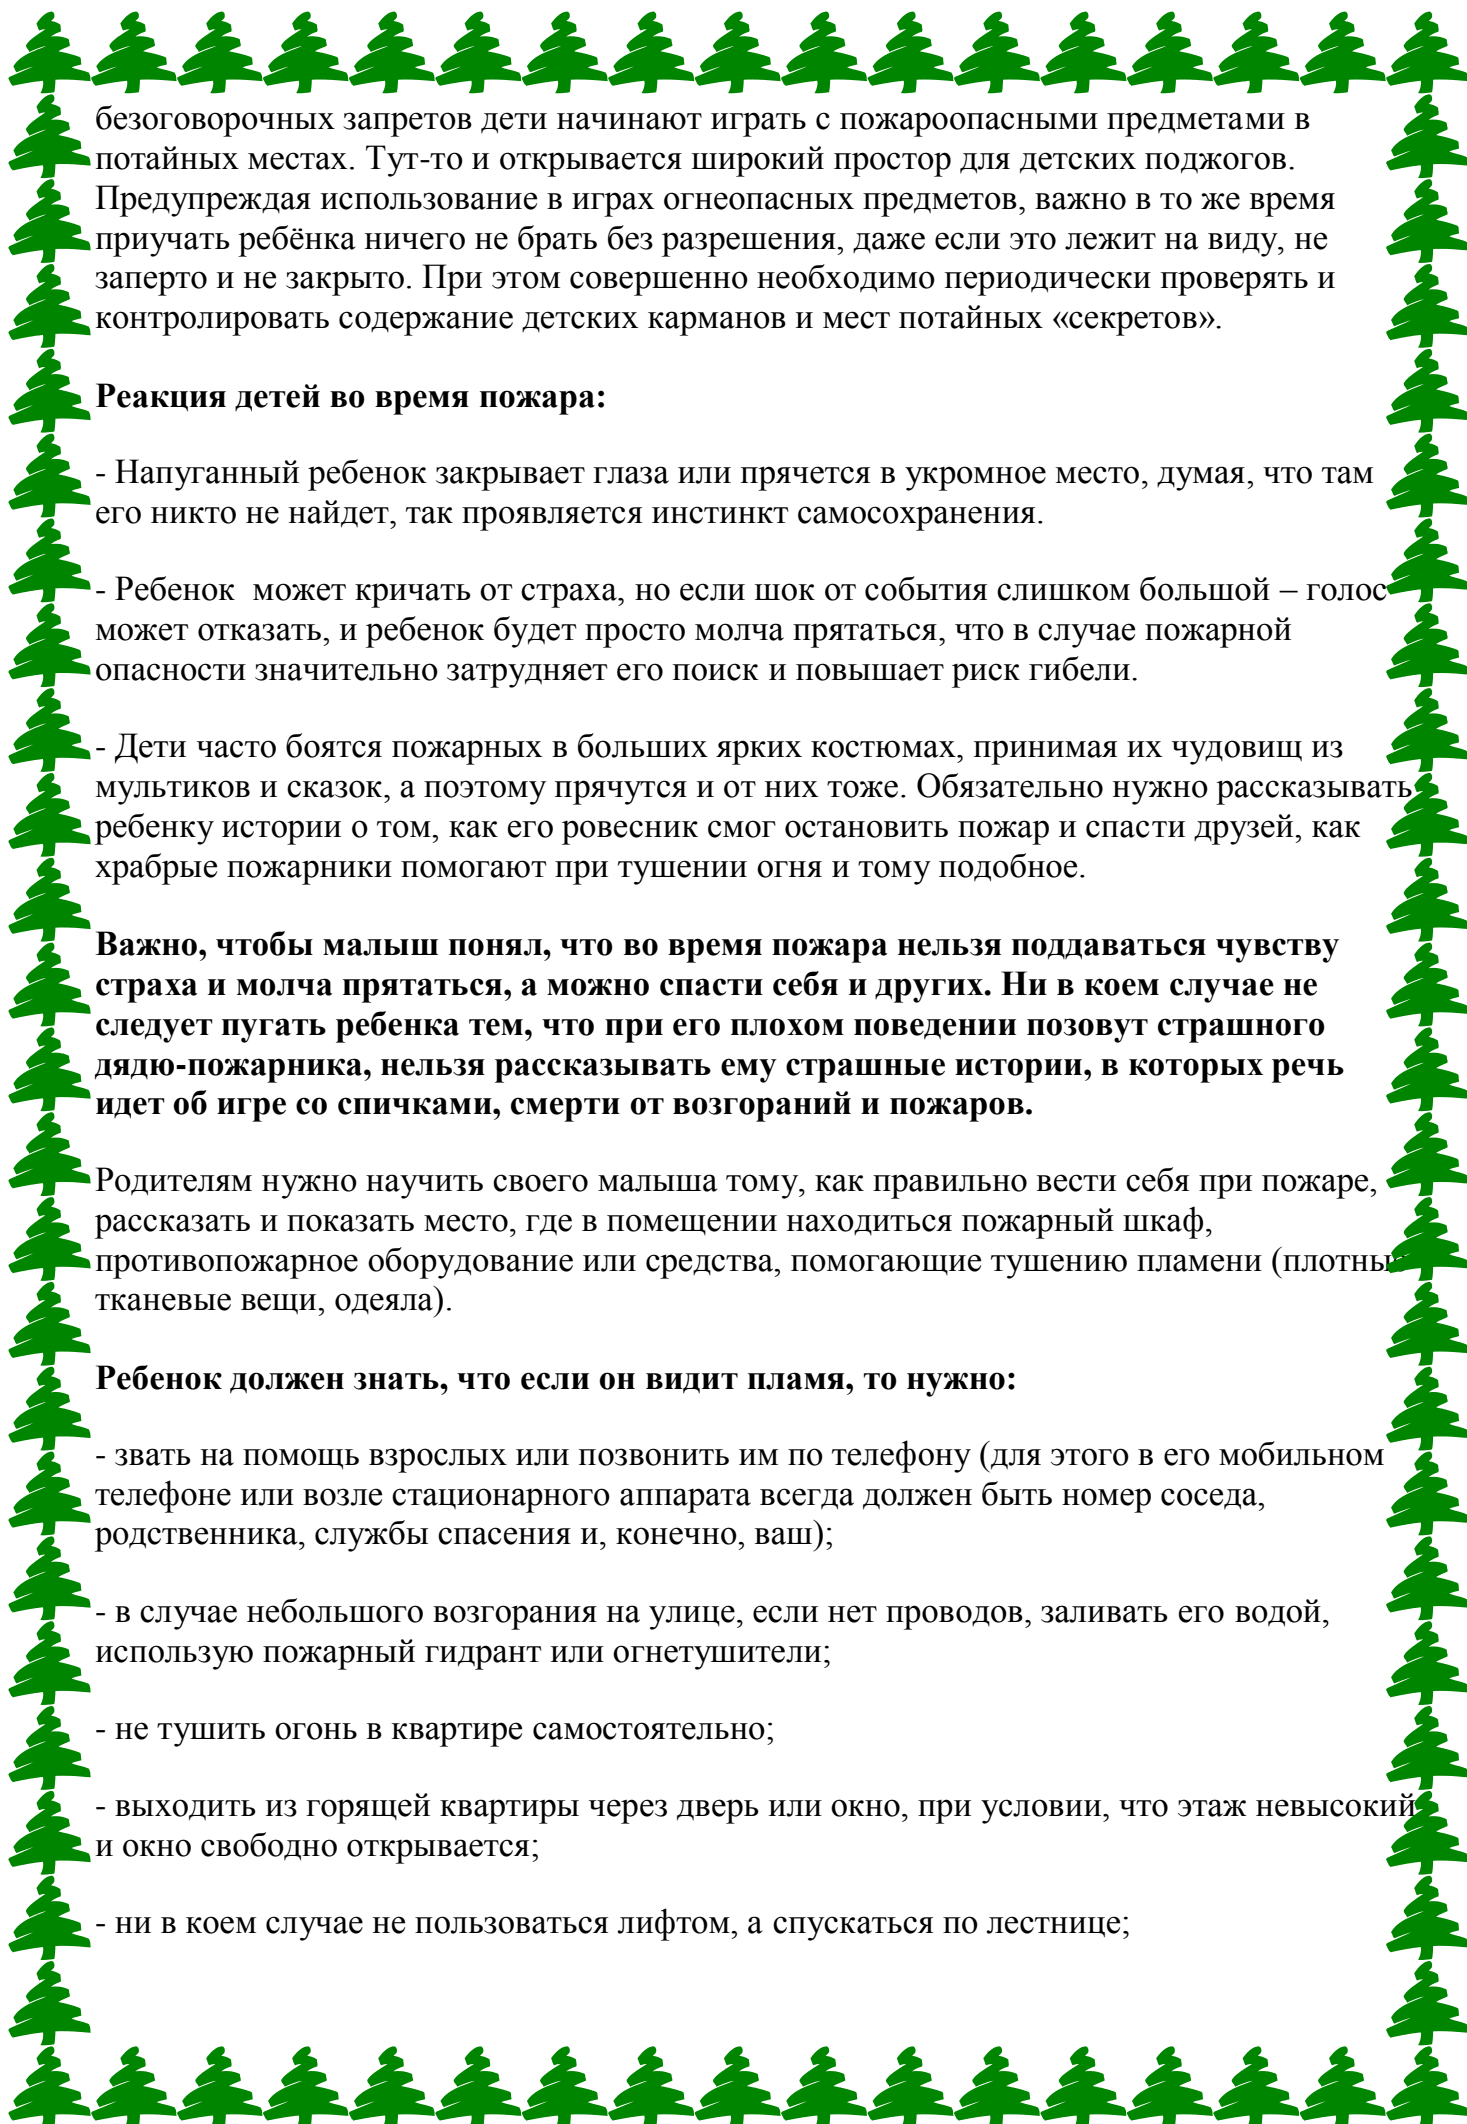 безоговорочных запретов дети начинают играть с пожароопасными предметами в
потайных местах. Тут-то и открывается широкий простор для детских поджогов.
Предупреждая использование в играх огнеопасных предметов, важно в то же время
приучать ребёнка ничего не брать без разрешения, даже если это лежит на виду, не
заперто и не закрыто. При этом совершенно необходимо периодически проверять и
контролировать содержание детских карманов и мест потайных «секретов».
Реакция детей во время пожара:
- Напуганный ребенок закрывает глаза или прячется в укромное место, думая, что там
его никто не найдет, так проявляется инстинкт самосохранения.
- Ребенок может кричать от страха, но если шок от события слишком большой – голос
может отказать, и ребенок будет просто молча прятаться, что в случае пожарной
опасности значительно затрудняет его поиск и повышает риск гибели.
- Дети часто боятся пожарных в больших ярких костюмах, принимая их чудовищ из
мультиков и сказок, а поэтому прячутся и от них тоже. Обязательно нужно рассказывать
ребенку истории о том, как его ровесник смог остановить пожар и спасти друзей, как
храбрые пожарники помогают при тушении огня и тому подобное.
Важно, чтобы малыш понял, что во время пожара нельзя поддаваться чувству
страха и молча прятаться, а можно спасти себя и других. Ни в коем случае не
следует пугать ребенка тем, что при его плохом поведении позовут страшного
дядю-пожарника, нельзя рассказывать ему страшные истории, в которых речь
идет об игре со спичками, смерти от возгораний и пожаров.
Родителям нужно научить своего малыша тому, как правильно вести себя при пожаре,
рассказать и показать место, где в помещении находиться пожарный шкаф,
противопожарное оборудование или средства, помогающие тушению пламени (плотные
тканевые вещи, одеяла).
Ребенок должен знать, что если он видит пламя, то нужно:
- звать на помощь взрослых или позвонить им по телефону (для этого в его мобильном
телефоне или возле стационарного аппарата всегда должен быть номер соседа,
родственника, службы спасения и, конечно, ваш);
- в случае небольшого возгорания на улице, если нет проводов, заливать его водой,
использую пожарный гидрант или огнетушители;
- не тушить огонь в квартире самостоятельно;
- выходить из горящей квартиры через дверь или окно, при условии, что этаж невысокий
и окно свободно открывается;
- ни в коем случае не пользоваться лифтом, а спускаться по лестнице;